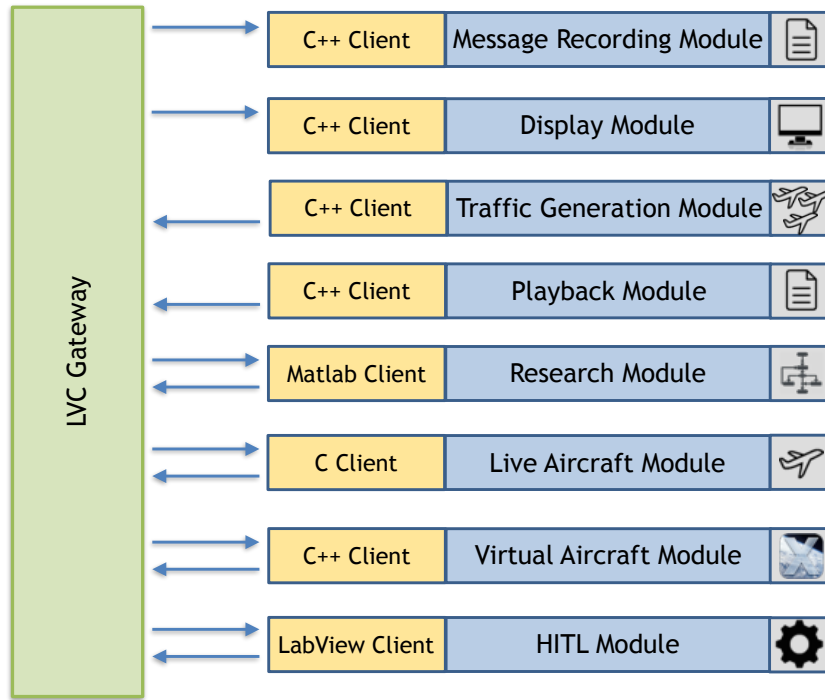 LVC Gateway
C++ Client Message Recording Module
C++ Client Display Module
C++ Client Traffic Generation Module
C++ Client Playback Module
Matlab Client Research Module
C Client Live Aircraft Module
C++ Client Virtual Aircraft Module
X
LabView Client HITL Module